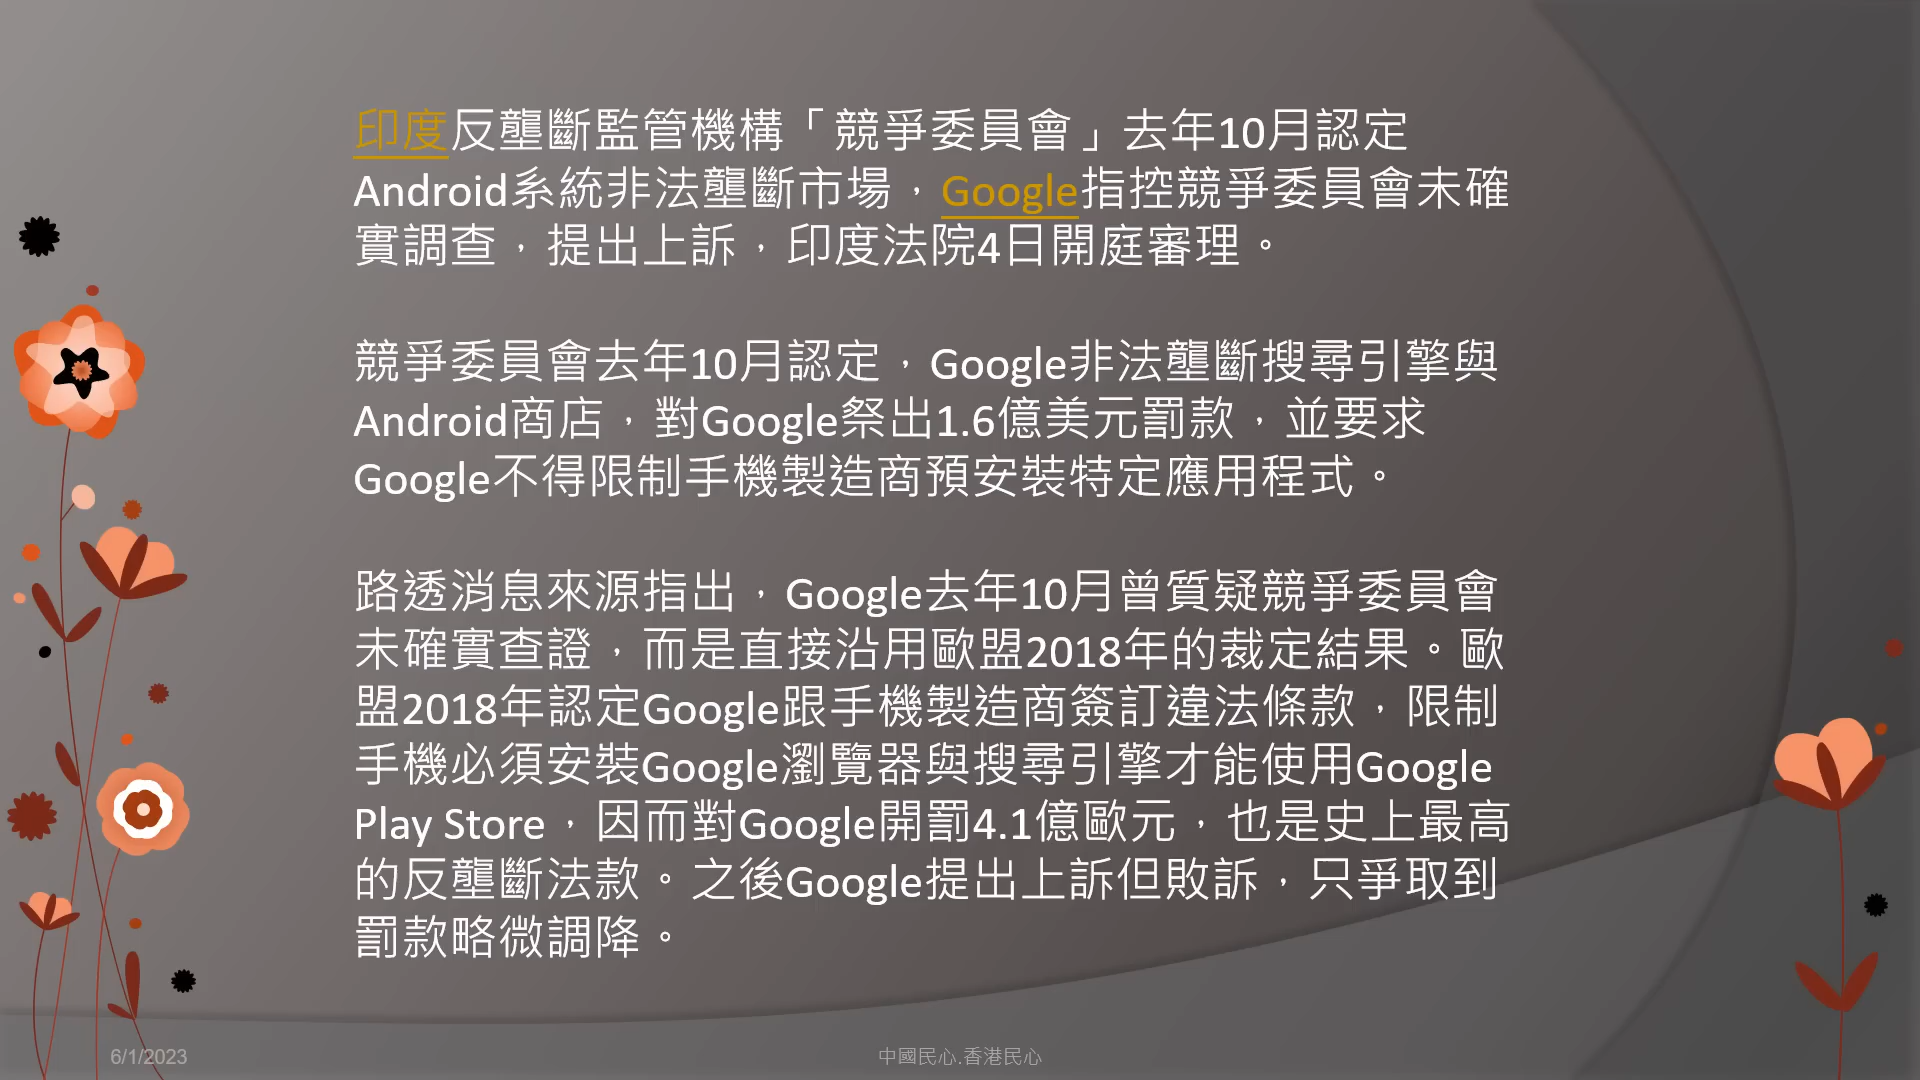 印度反壟斷監管機構「競爭委員會」去年10月認定
Android系統非法壟斷市場，Google指控競爭委員會未確
實調查，提出上訴，印度法院4日開庭審理。
競爭委員會去年10月認定，Google非法壟斷搜尋引擎與
Android商店，對Google祭出1.6億美元罰款，並要求
Google不得限制手機製造商預安裝特定應用程式。
路透消息來源指出，Google去年10月曾質疑競爭委員會
未確實查證，而是直接沿用歐盟2018年的裁定結果。歐
盟2018年認定Google跟手機製造商簽訂違法條款，限制
手機必須安裝Google瀏覽器與搜尋引擎才能使用Google
Play Store，因而對Google開罰4.1億歐元，也是史上最高
的反壟斷法款。之後Google提出上訴但敗訴，只爭取到
罰款略微調降。
6/1/2023
中國民心.香港民心